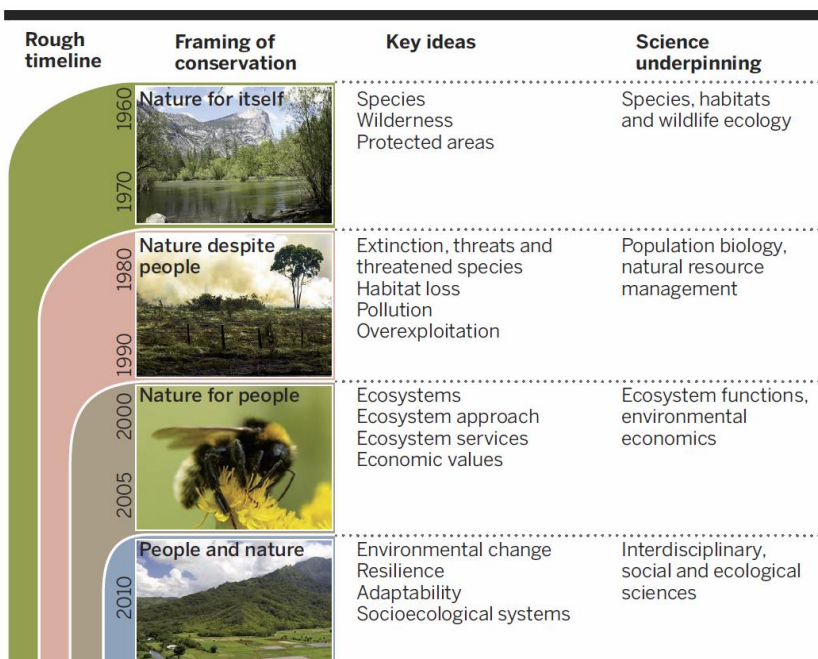 Rough
timeline
Framing of
conservation
Key ideas
Science
underpinning
1960
1970
Nature for itself
Species
Wilderness
Protected areas
Species, habitats
and wildlife ecology
1980
1990
Nature despite
people
Extinction, threats and
threatened species
Habitat loss
Pollution
Overexploitation
Population biology,
natural resource
management
2000
2005
Nature for people
Ecosystems
Ecosystem approach
Ecosystem services
Economic values
Ecosystem functions,
environmental
economics
2010
People and nature
Environmental change
Resilience
Adaptability
Socioecological systems
Interdisciplinary,
social and ecological
sciences